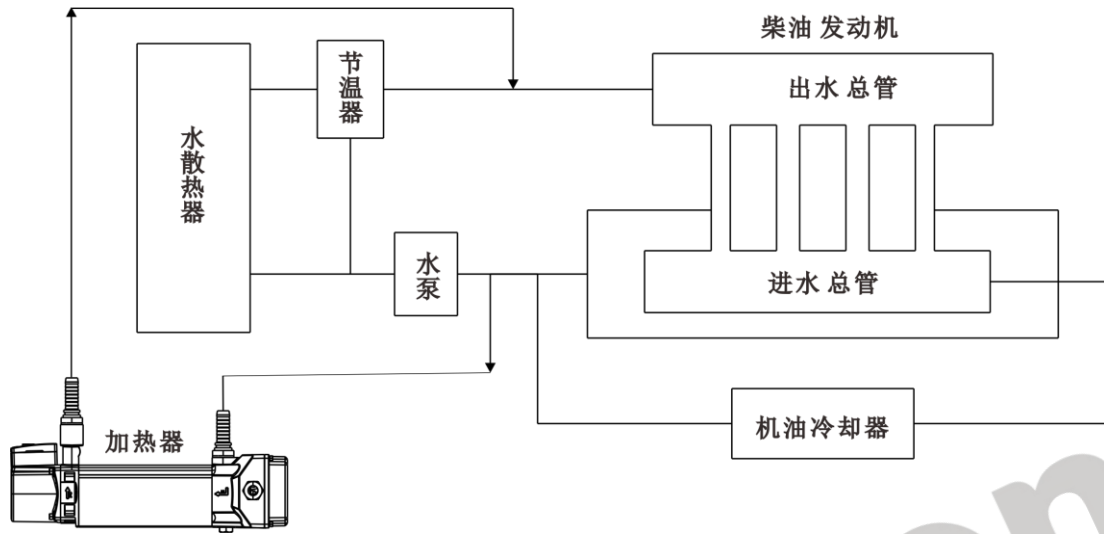 柴油 发动机
出水 总管
节温器
水散热器
水泵
进水 总管
机油冷却器
加热器